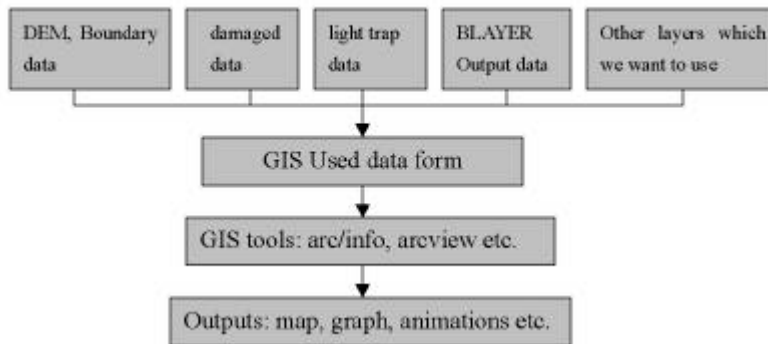 DEM, Boundary
data
damaged
data
light trap
data
BLAYER
Output data
Other layers which
we want to use
GIS Used data form
GIS tools: arc/info, arcview etc.
Outputs: map, graph, animations etc.